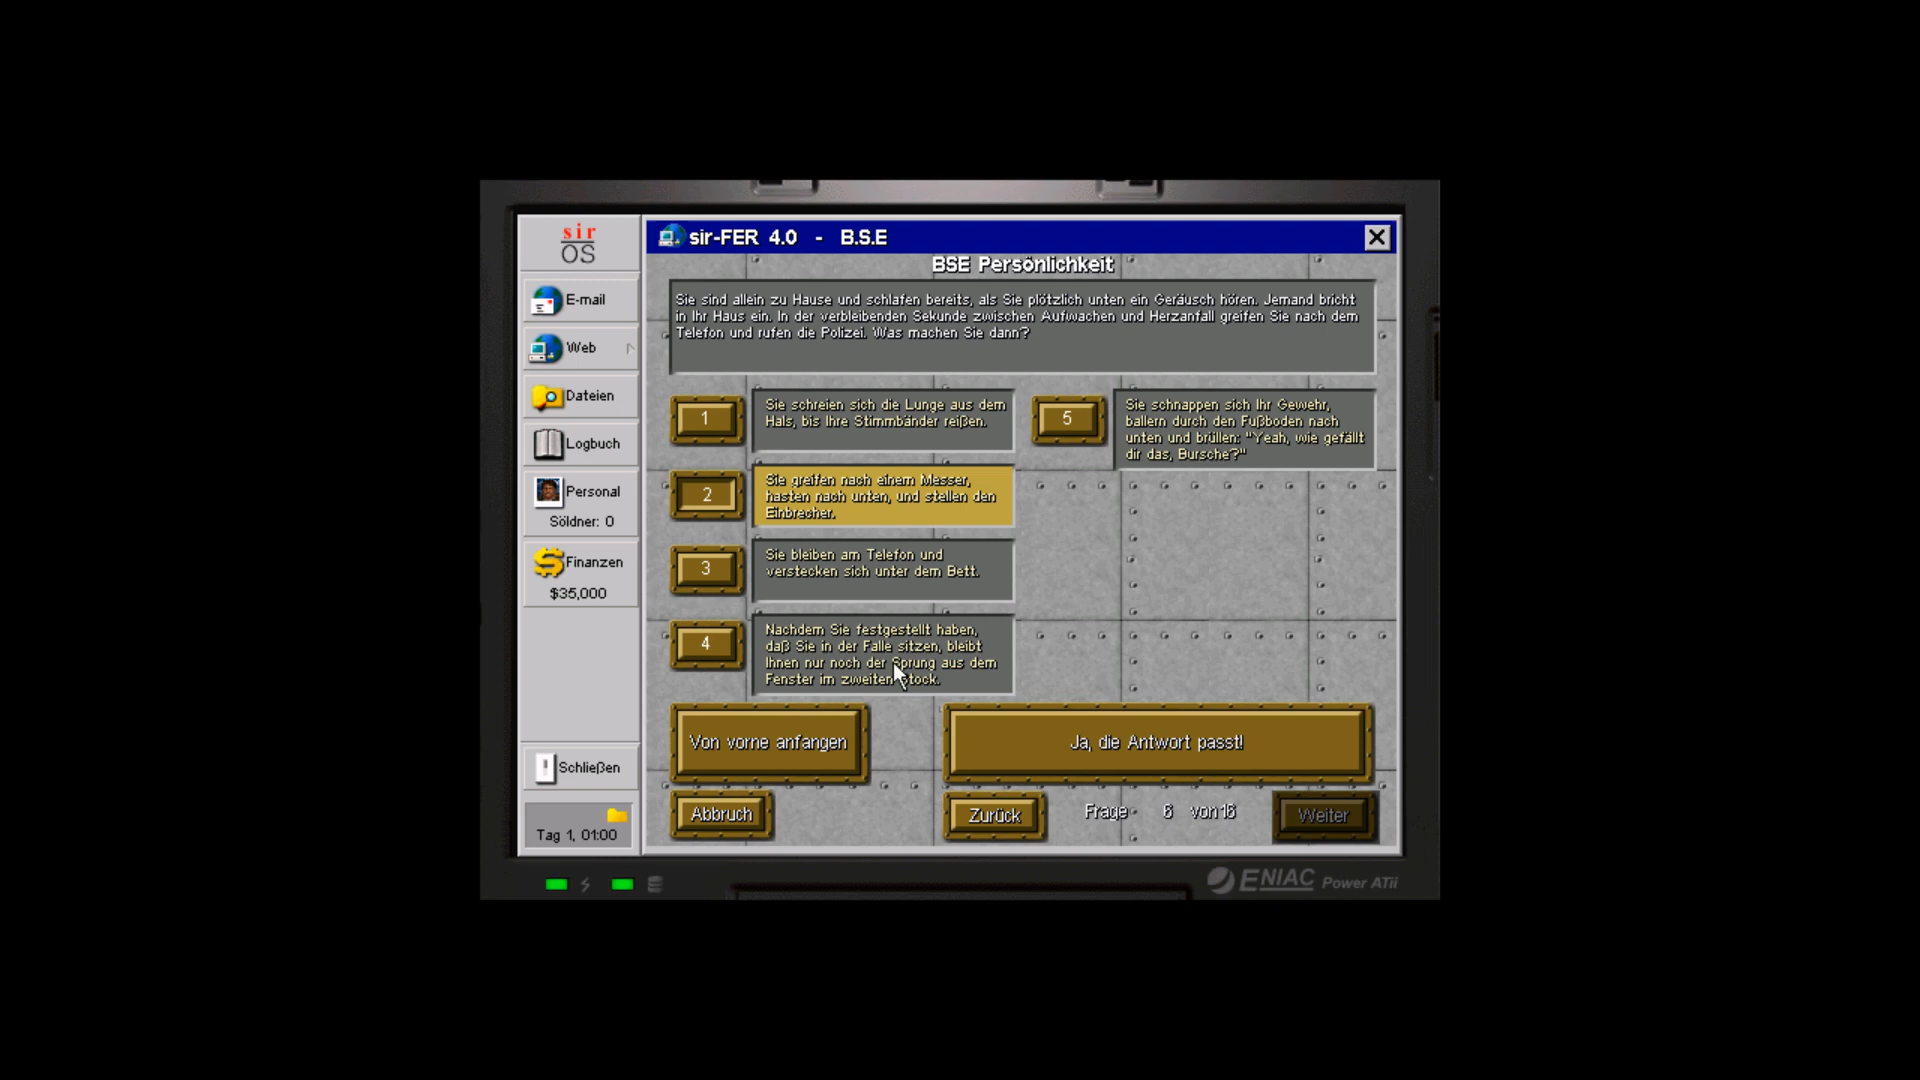 sir
OS
sir-FER 4.0 - B.S.E
BSE Persönlichkeit
E-mail
Web
Dateien
Logbuch
Personal
Söldner: 0
Finanzen
$35,000
Schließen
Tag 1, 01:00
Sie sind allein zu Hause und schlafen bereits, als Sie plötzlich unten ein Geräusch hören. Jemand bricht
in Ihr Haus ein. In der verbleibenden Sekunde zwischen Aufwachen und Herzanfall greifen Sie nach dem
Telefon und rufen die Polizei. Was machen Sie dann?
1
Sie schreien sich die Lunge aus dem
Hals, bis Ihre Stimmbänder reißen.
2
Sie greifen nach einem Messer,
hasten nach unten, und stellen den
Einbrecher.
3
Sie bleiben am Telefon und
verstecken sich unter dem Bett.
4
Nachdem Sie festgestellt haben,
daß Sie in der Falle sitzen, bleibt
Ihnen nur noch der Sprung aus dem
Fenster im zweiten Stock.
5
Sie schnappen sich Ihr Gewehr,
ballern durch den Fußboden nach
unten und brüllen: "Yeah, wie gefällt
dir das, Bursche?"
Von vorne anfangen
Ja, die Antwort passt!
Abbruch
Zurück
Frage 6 von 16
Weiter
ENIAC Power ATii